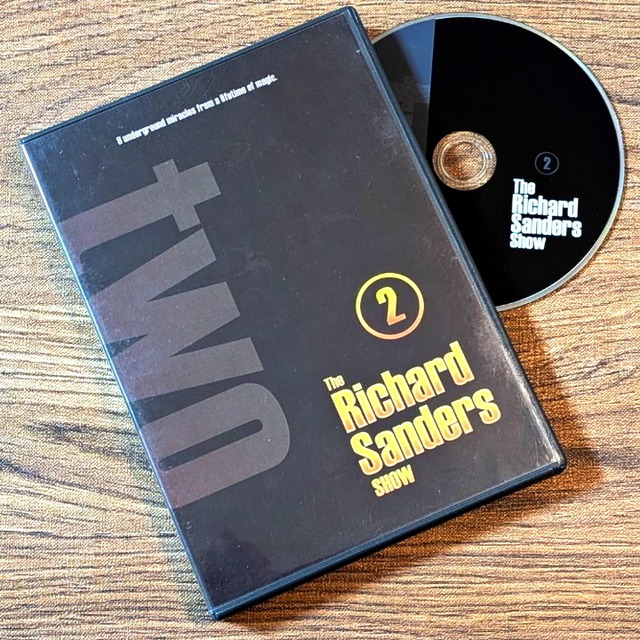 8 underground miracles from a lifetime of magic.
two
2
The
Richard
Sanders
SHOW
2
The
Richard
Sanders
Show